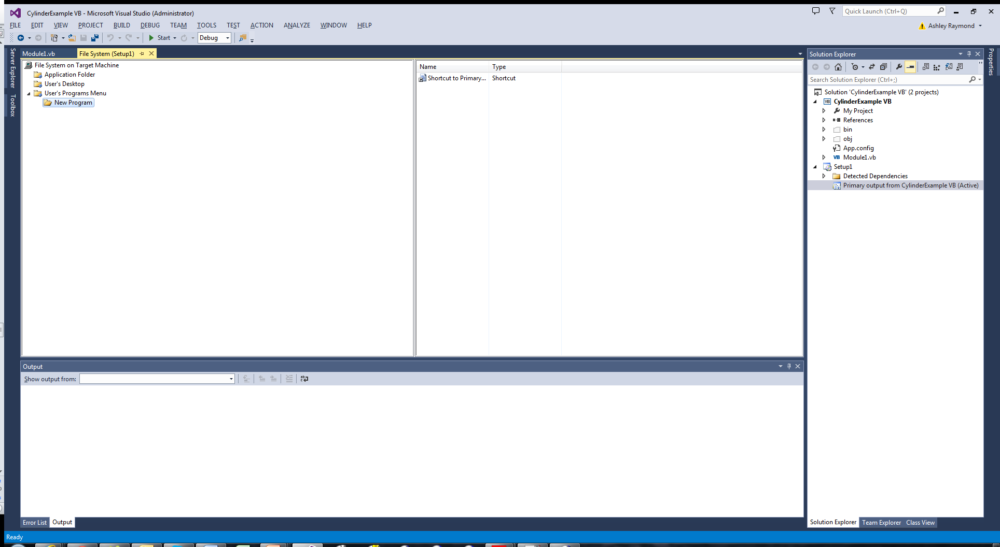 CylinderExample VB - Microsoft Visual Studio (Administrator)
Quick Launch (Ctrl+Q)
FILE EDIT VIEW PROJECT BUILD DEBUG TEAM TOOLS TEST ACTION ANALYZE WINDOW HELP
Ashley Raymond
Start Debug
Server Explorer
Toolbox
Module1.vb File System (Setup1)
File System on Target Machine
Application Folder
User's Desktop
User's Programs Menu
New Program
Name Type
Shortcut to Primary... Shortcut
Solution Explorer
Search Solution Explorer (Ctrl+;)
Solution 'CylinderExample VB' (2 projects)
VB CylinderExample VB
My Project
References
bin
obj
App.config
VB Module1.vb
Setup1
Detected Dependencies
Primary output from CylinderExample VB (Active)
Properties
Output
Show output from:
Error List Output
Solution Explorer Team Explorer Class View
Ready